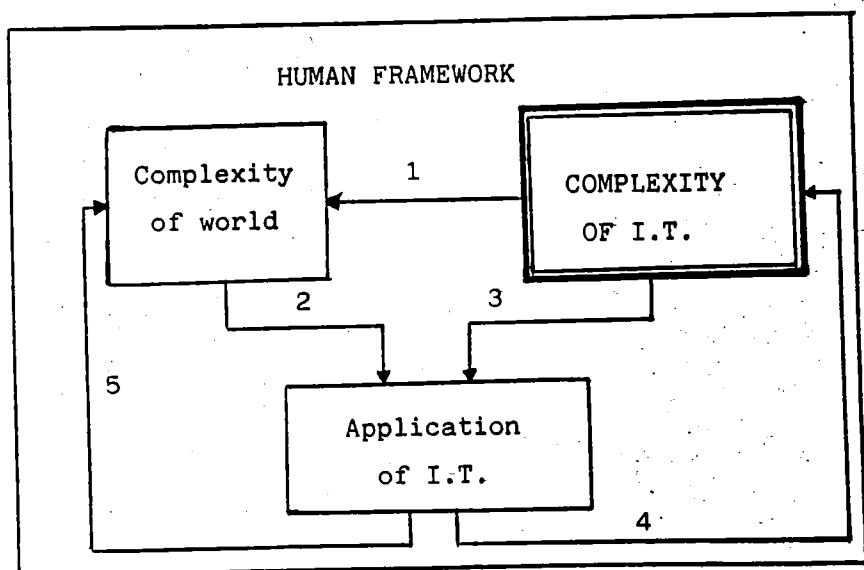 HUMAN FRAMEWORK
Complexity
of world
1
COMPLEXITY
OF I.T.
2
3
5
Application
of I.T.
4